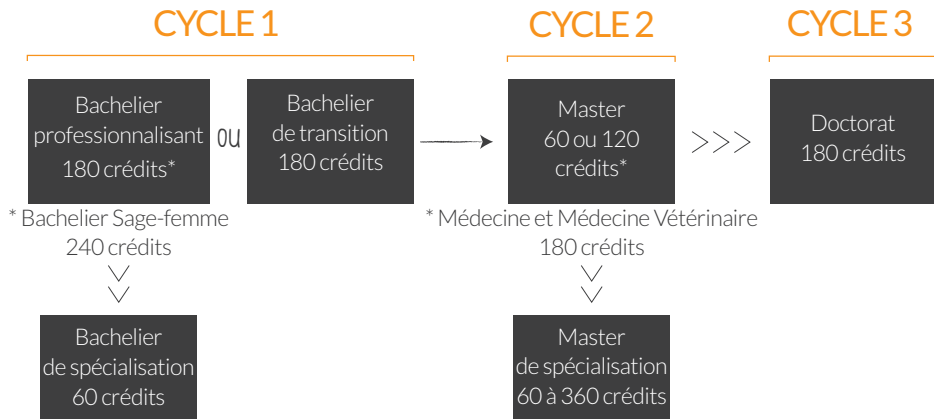 CYCLE 1
CYCLE 2
CYCLE 3
Bachelier
professionnalisant
180 crédits*
ou
Bachelier
de transition
180 crédits
Master
60 ou 120
crédits*
Doctorat
180 crédits
* Bachelier Sage-femme
240 crédits
* Médecine et Médecine Vétérinaire
180 crédits
Bachelier
de spécialisation
60 crédits
Master
de spécialisation
60 à 360 crédits